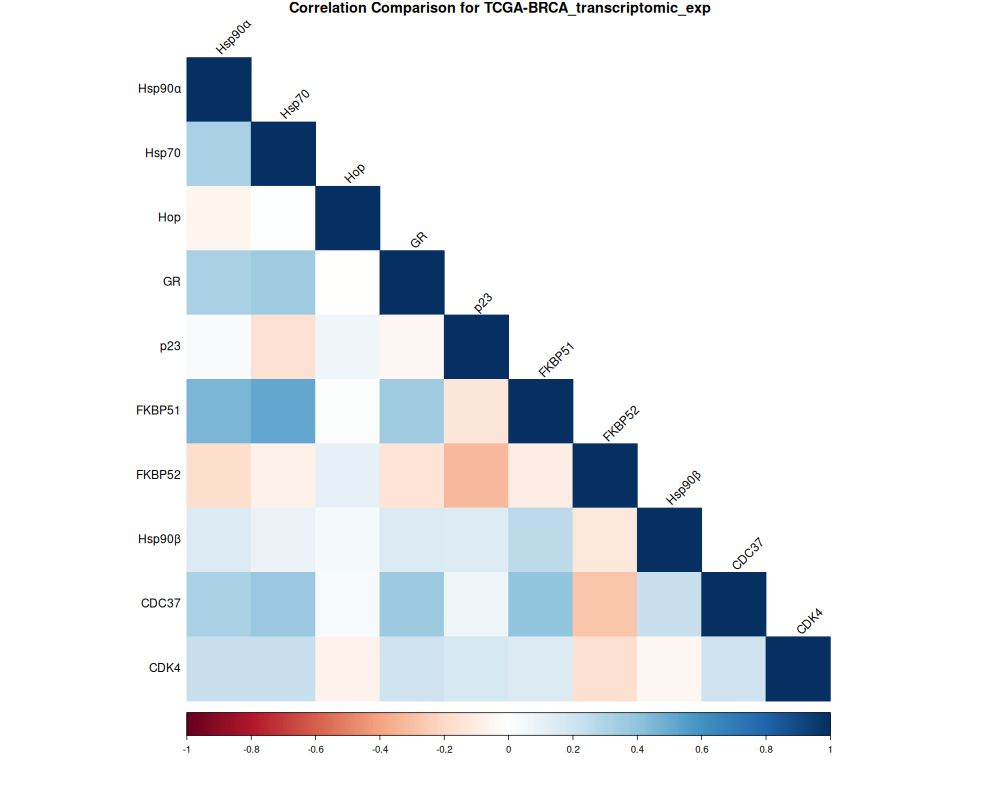 Correlation Comparison for TCGA-BRCA_transcriptomic_exp
Hsp90α
Hsp90α
Hsp70
Hsp70
Hop
Hop
GR
GR
p23
p23
FKBP51
FKBP51
FKBP52
FKBP52
Hsp90β
Hsp90β
CDC37
CDC37
CDK4
CDK4
-1 -0.8 -0.6 -0.4 -0.2 0 0.2 0.4 0.6 0.8 1